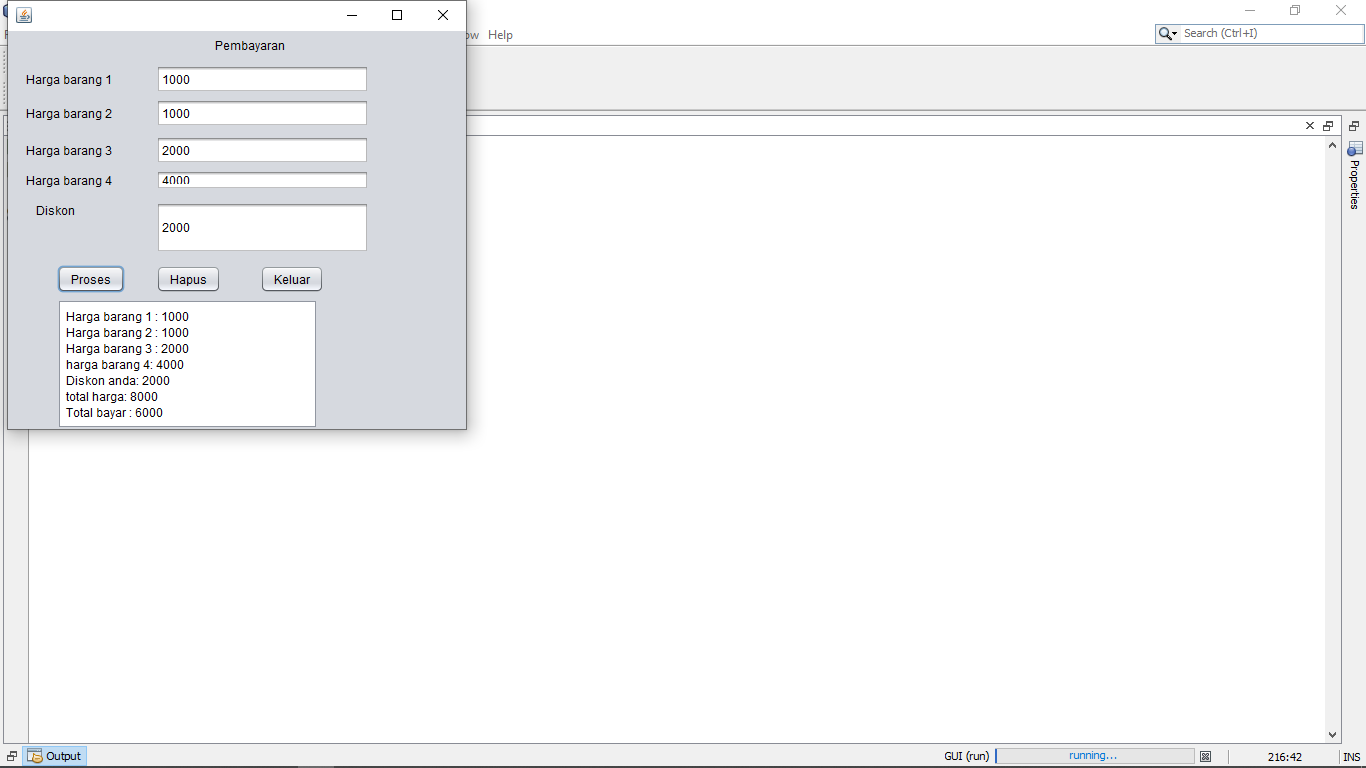 ow Help
Search (Ctrl+I)
Pembayaran
Harga barang 1 1000
Harga barang 2 1000
Harga barang 3 2000
Harga barang 4 4000
Diskon 2000
Proses Hapus Keluar
Harga barang 1 : 1000
Harga barang 2 : 1000
Harga barang 3 : 2000
harga barang 4: 4000
Diskon anda: 2000
total harga: 8000
Total bayar : 6000
Properties
Output GUI (run) running... 216:42 INS